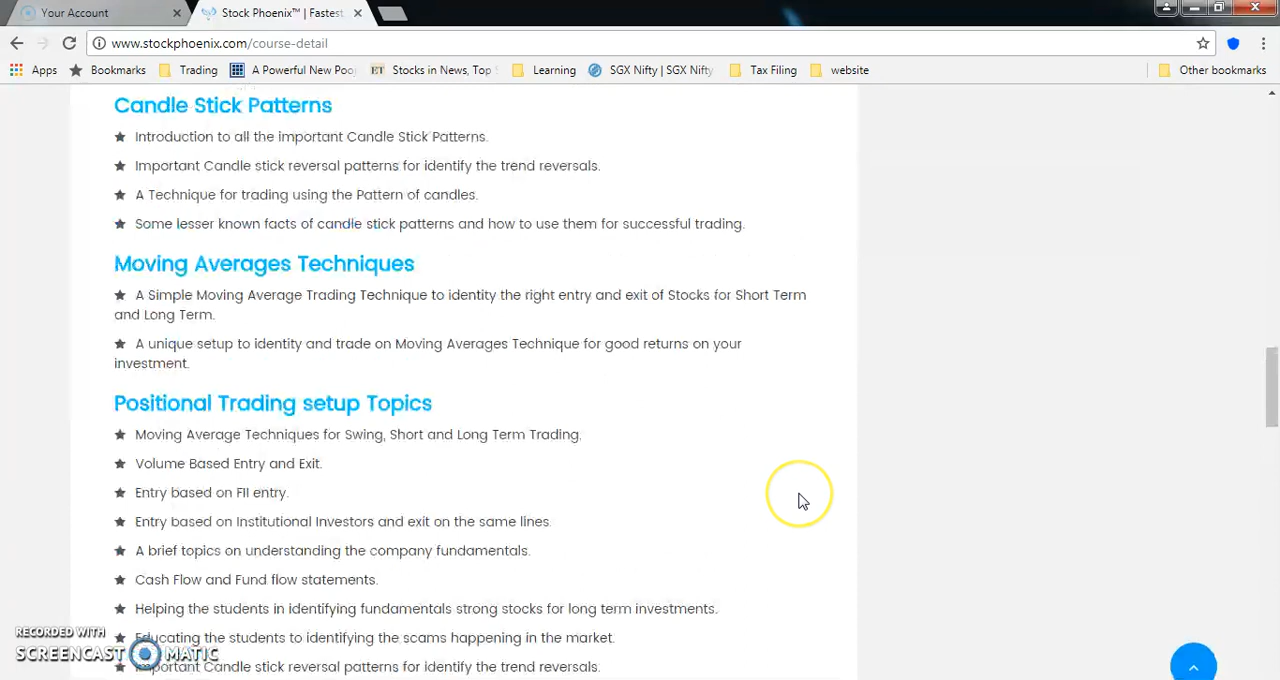 Your Account
Stock Phoenix™ | Fastest
www.stockphoenix.com/course-detail
Apps Bookmarks Trading A Powerful New Poo Stocks in News, Top S Learning SGX Nifty | SGX Nifty Tax Filing website Other bookmarks
Candle Stick Patterns
★ Introduction to all the important Candle Stick Patterns.
★ Important Candle stick reversal patterns for identify the trend reversals.
★ A Technique for trading using the Pattern of candles.
★ Some lesser known facts of candle stick patterns and how to use them for successful trading.
Moving Averages Techniques
★ A Simple Moving Average Trading Technique to identity the right entry and exit of Stocks for Short Term
and Long Term.
★ A unique setup to identity and trade on Moving Averages Technique for good returns on your
investment.
Positional Trading setup Topics
★ Moving Average Techniques for Swing, Short and Long Term Trading.
★ Volume Based Entry and Exit.
★ Entry based on FII entry.
★ Entry based on Institutional Investors and exit on the same lines.
★ A brief topics on understanding the company fundamentals.
★ Cash Flow and Fund flow statements.
★ Helping the students in identifying fundamentals strong stocks for long term investments.
★ Educating the students to identifying the scams happening in the market.
★ Important Candle stick reversal patterns for identify the trend reversals.
RECORDED WITH
SCREENCAST MATIC